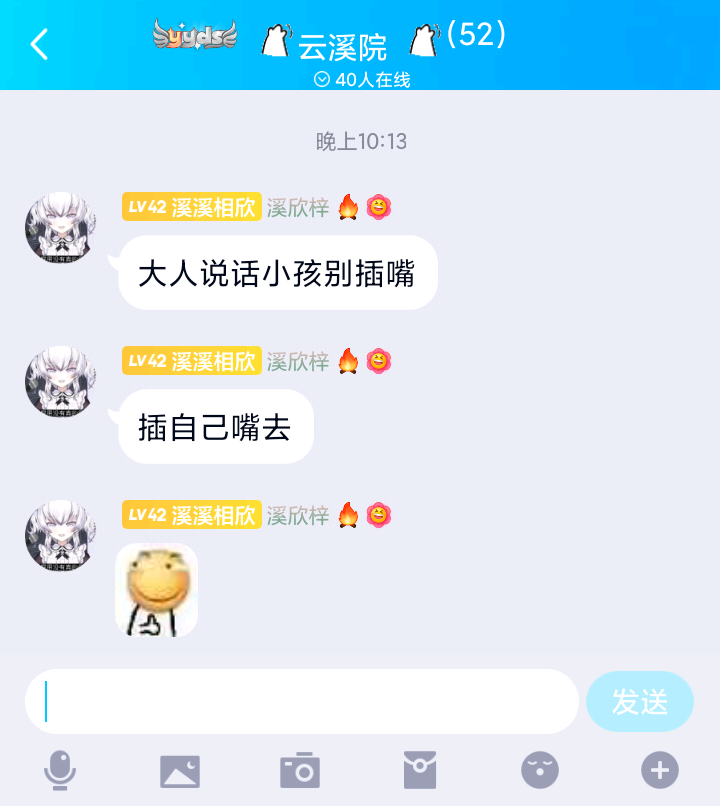 yyds 云溪院 (52)
40人在线
晚上10:13
LV42 溪溪相欣 溪欣梓
大人说话小孩别插嘴
LV42 溪溪相欣 溪欣梓
插自己嘴去
LV42 溪溪相欣 溪欣梓
发送